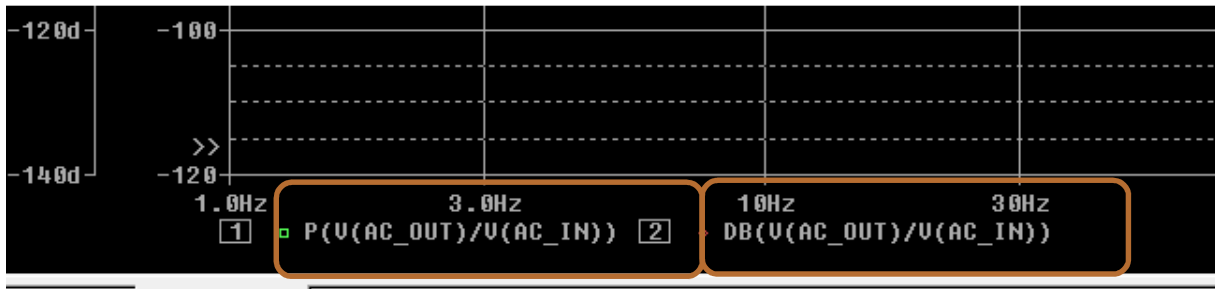 -120d -100
>>
-140d -120
1.0Hz 3.0Hz 10Hz 30Hz
1 P(V(AC_OUT)/V(AC_IN)) 2 DB(V(AC_OUT)/V(AC_IN))